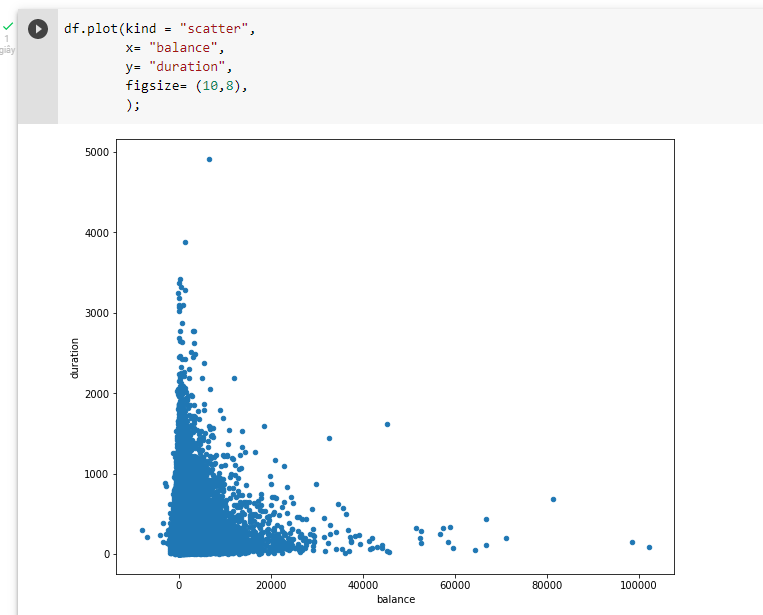 df.plot(kind = "scatter",
x= "balance",
y= "duration",
figsize= (10,8),
);
1
giây
5000
4000
3000
2000
1000
0
duration
0
20000
40000
60000
80000
100000
balance